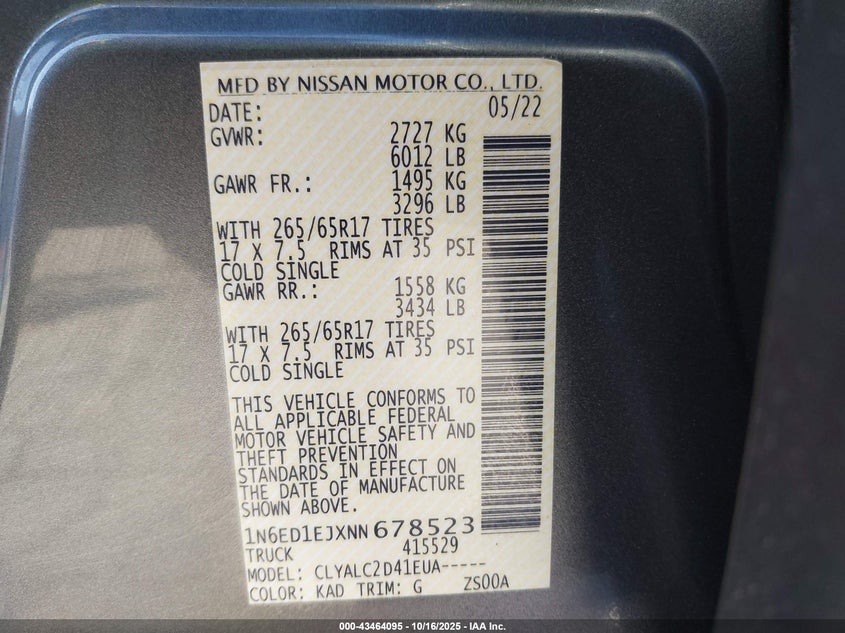 MFD BY NISSAN MOTOR CO., LTD.
DATE: 05/22
GVWR: 2727 KG
6012 LB
GAWR FR.: 1495 KG
3296 LB
WITH 265/65R17 TIRES
17 X 7.5 RIMS AT 35 PSI
COLD SINGLE
GAWR RR.: 1558 KG
3434 LB
WITH 265/65R17 TIRES
17 X 7.5 RIMS AT 35 PSI
COLD SINGLE
THIS VEHICLE CONFORMS TO
ALL APPLICABLE FEDERAL
MOTOR VEHICLE SAFETY AND
THEFT PREVENTION
STANDARDS IN EFFECT ON
THE DATE OF MANUFACTURE
SHOWN ABOVE.
1N6ED1EJXNN678523
TRUCK 415529
MODEL: CLYALC2D41EUA-----
COLOR: KAD TRIM: G ZS00A
000-43464095 - 10/16/2025 - IAA Inc.